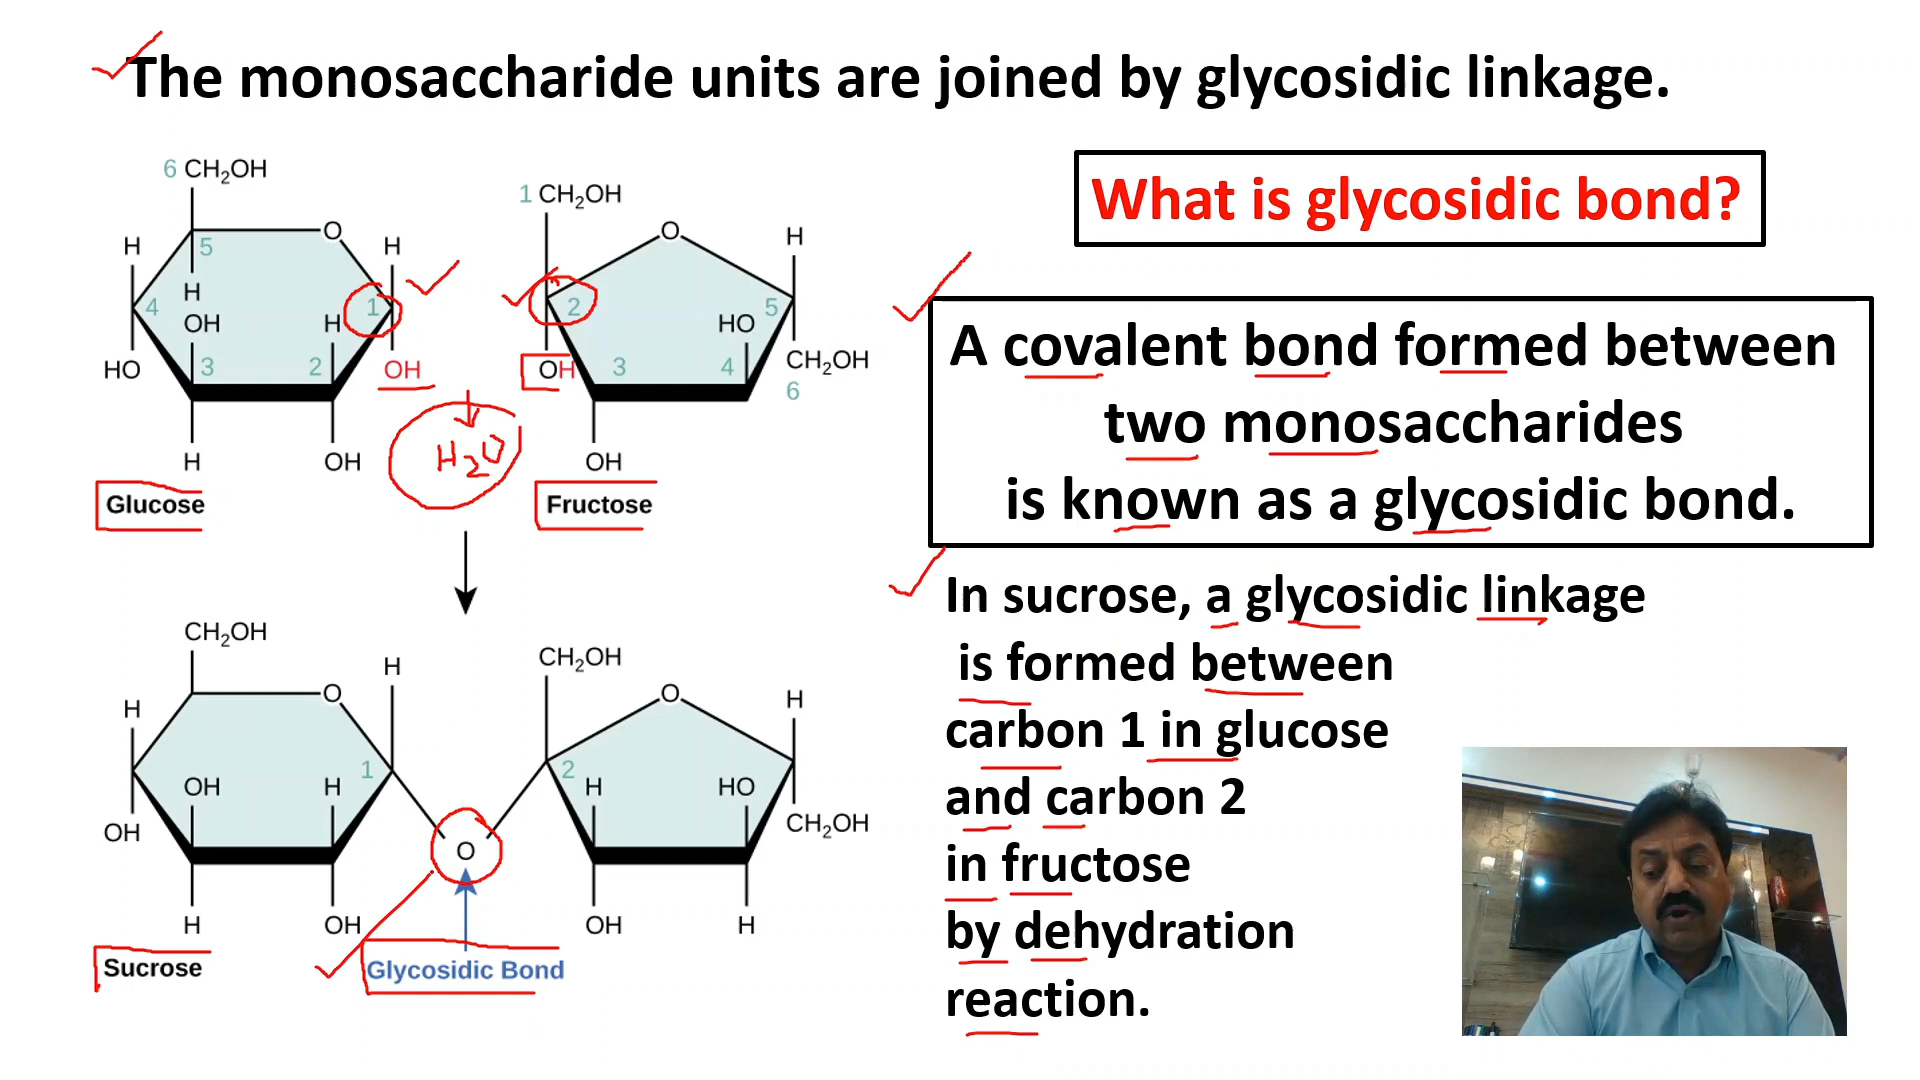 The monosaccharide units are joined by glycosidic linkage.
What is glycosidic bond?
A covalent bond formed between
two monosaccharides
is known as a glycosidic bond.
In sucrose, a glycosidic linkage
is formed between
carbon 1 in glucose
and carbon 2
in fructose
by dehydration
reaction.
6 CH₂OH
H 5 O H
4 H 1
OH H
HO 3 2 OH
H OH
Glucose
1 CH₂OH
O H
2 5
HO
OH 3 4 CH₂OH
6
OH
Fructose
H₂O
CH₂OH
H O H
1
OH H
OH
H OH
Sucrose
CH₂OH
O H
2 H HO
CH₂OH
OH H
O
Glycosidic Bond